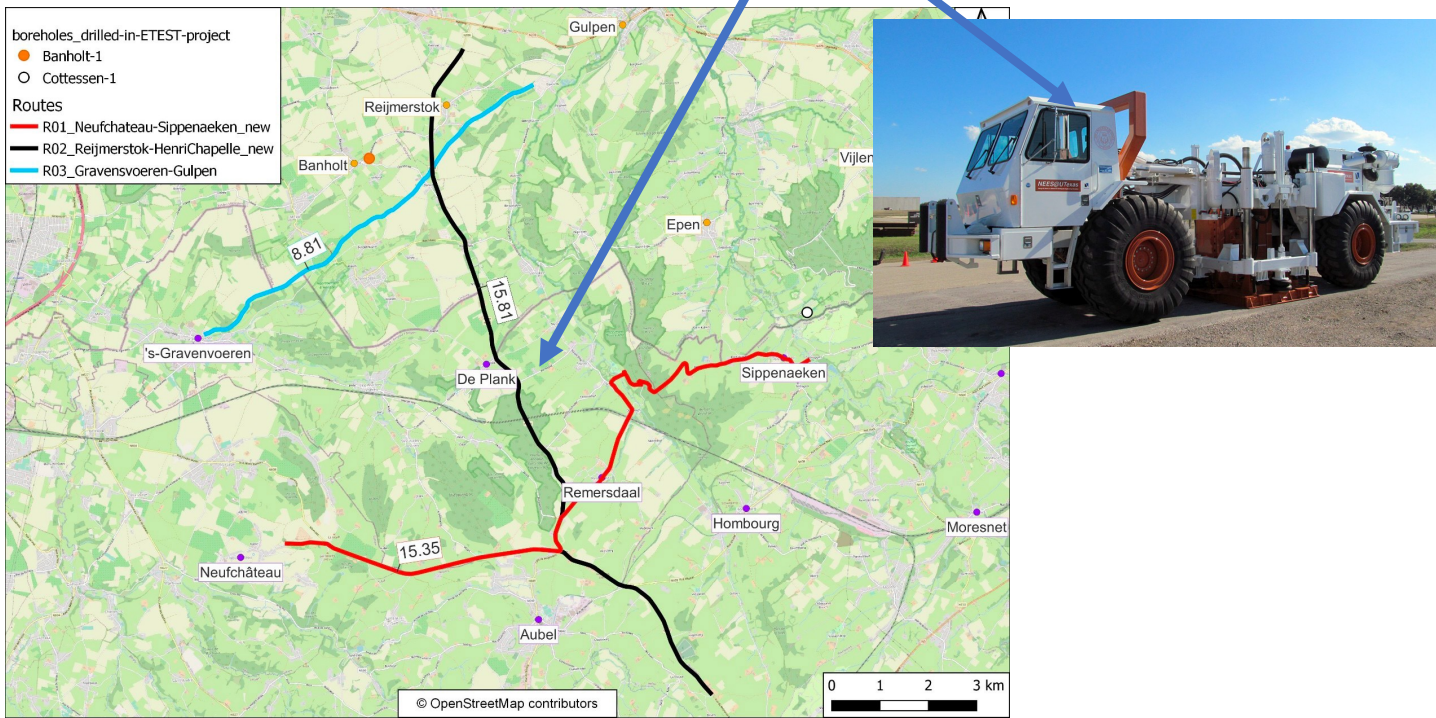 boreholes_drilled-in-ETEST-project
Banholt-1
Cottessen-1
Routes
R01_Neufchateau-Sippenaeken_new
R02_Reijmerstok-HenriChapelle_new
R03_Gravensvoeren-Gulpen
Gulpen
Reijmerstok
Banholt
Vijlen
Epen
8.81
15.81
's-Gravenvoeren
De Plank
Sippenaeken
Remersdaal
Hombourg
Moresnet
15.35
Neufchâteau
Aubel
© OpenStreetMap contributors
0 1 2 3 km
NEES@UTexas